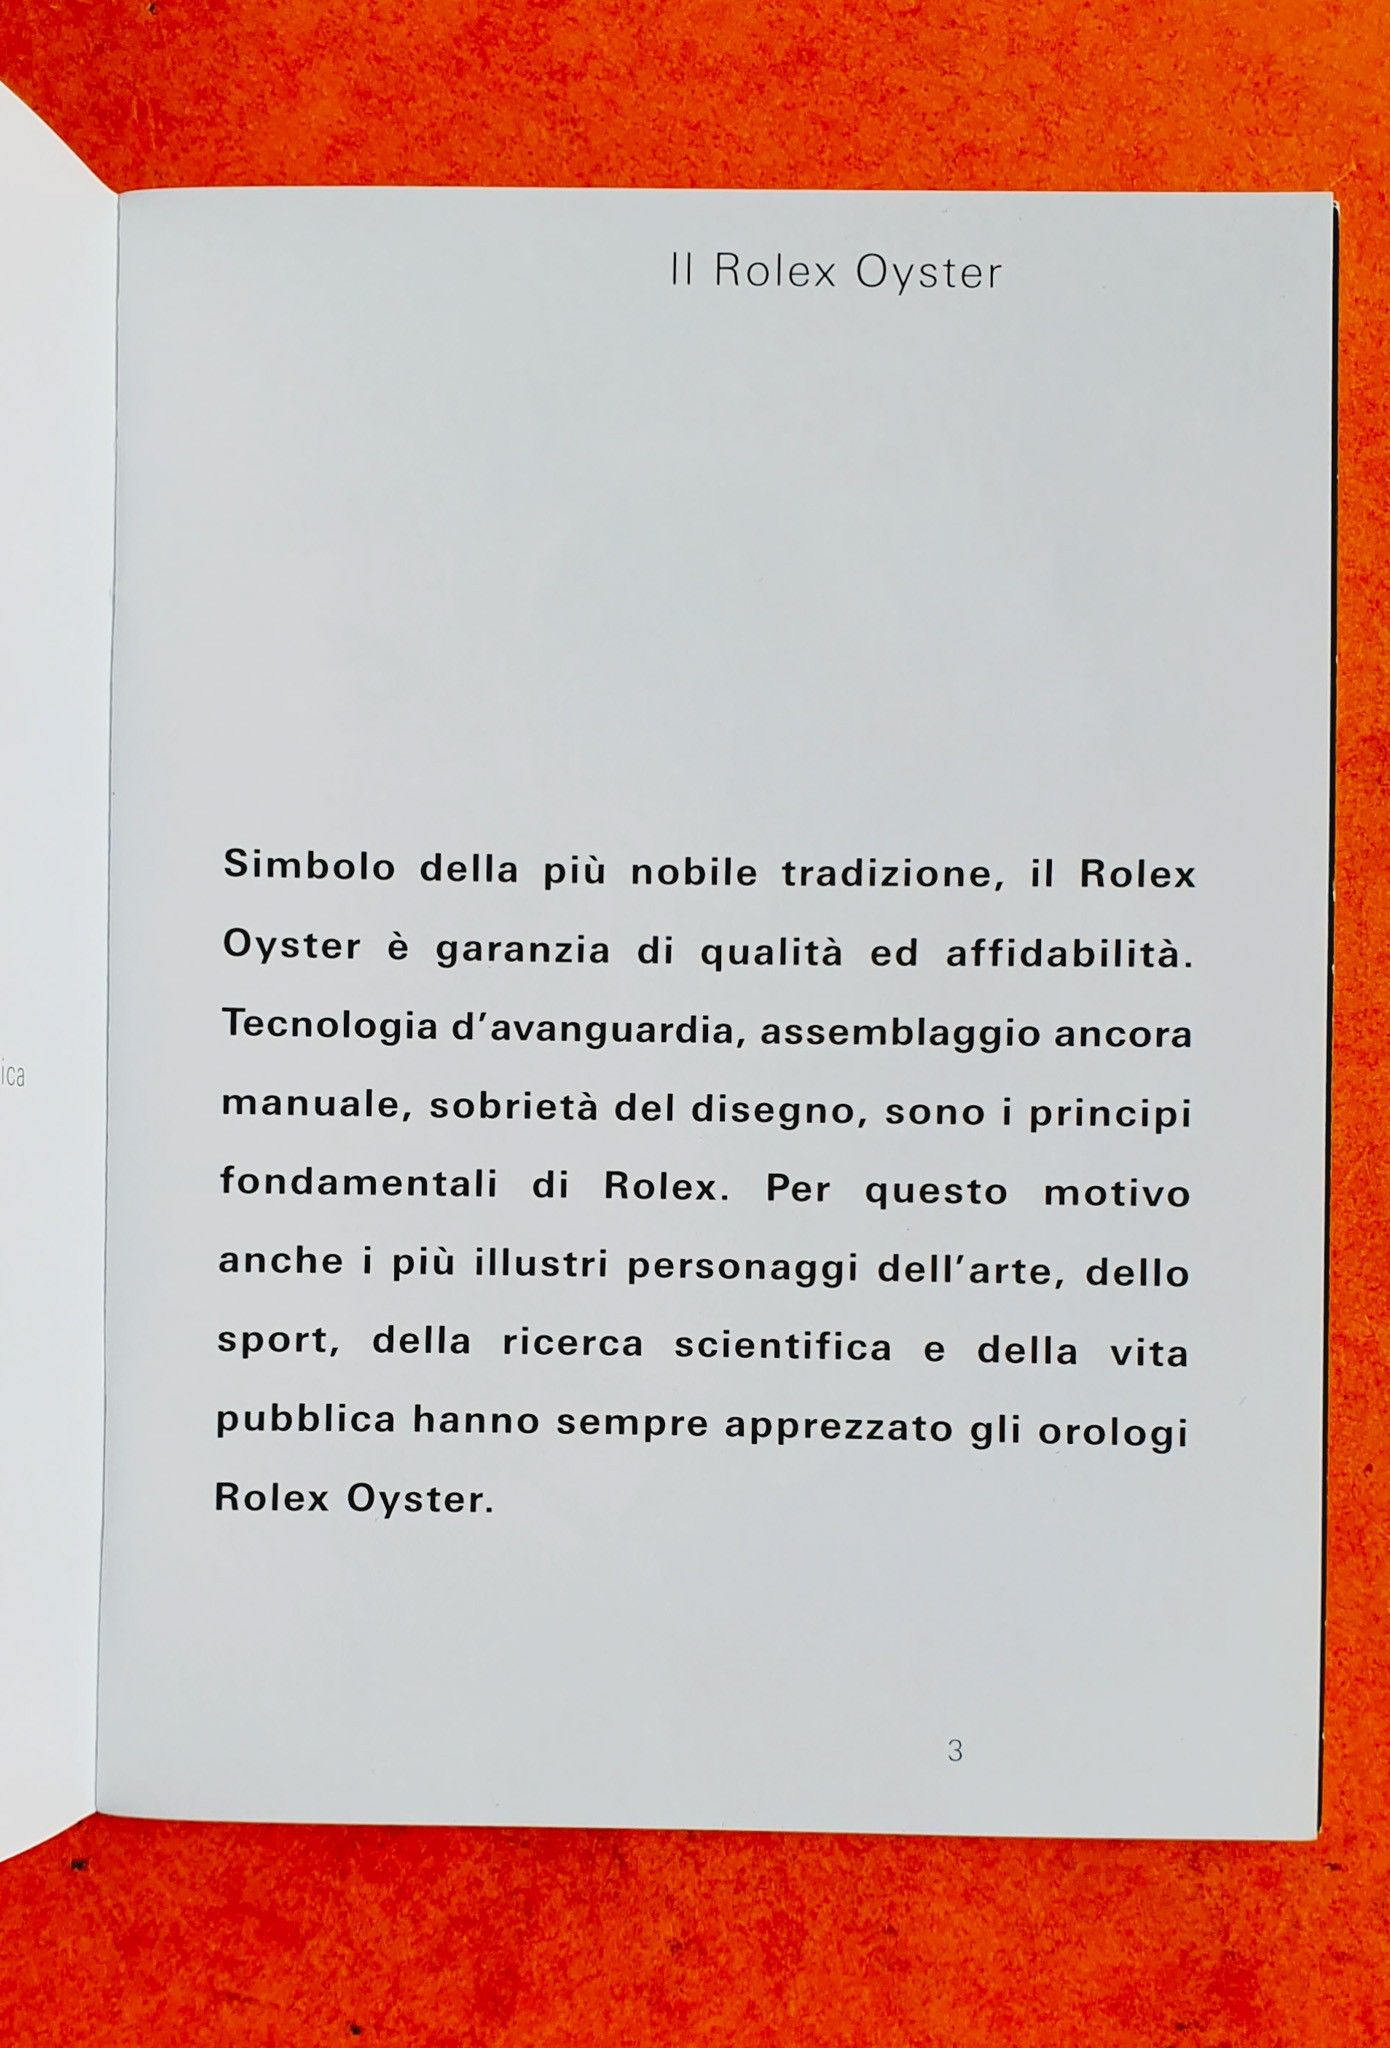 Il Rolex Oyster
ica
Simbolo della più nobile tradizione, il Rolex
Oyster è garanzia di qualità ed affidabilità.
Tecnologia d'avanguardia, assemblaggio ancora
manuale, sobrietà del disegno, sono i principi
fondamentali di Rolex. Per questo motivo
anche i più illustri personaggi dell'arte, dello
sport, della ricerca scientifica e della vita
pubblica hanno sempre apprezzato gli orologi
Rolex Oyster.
3